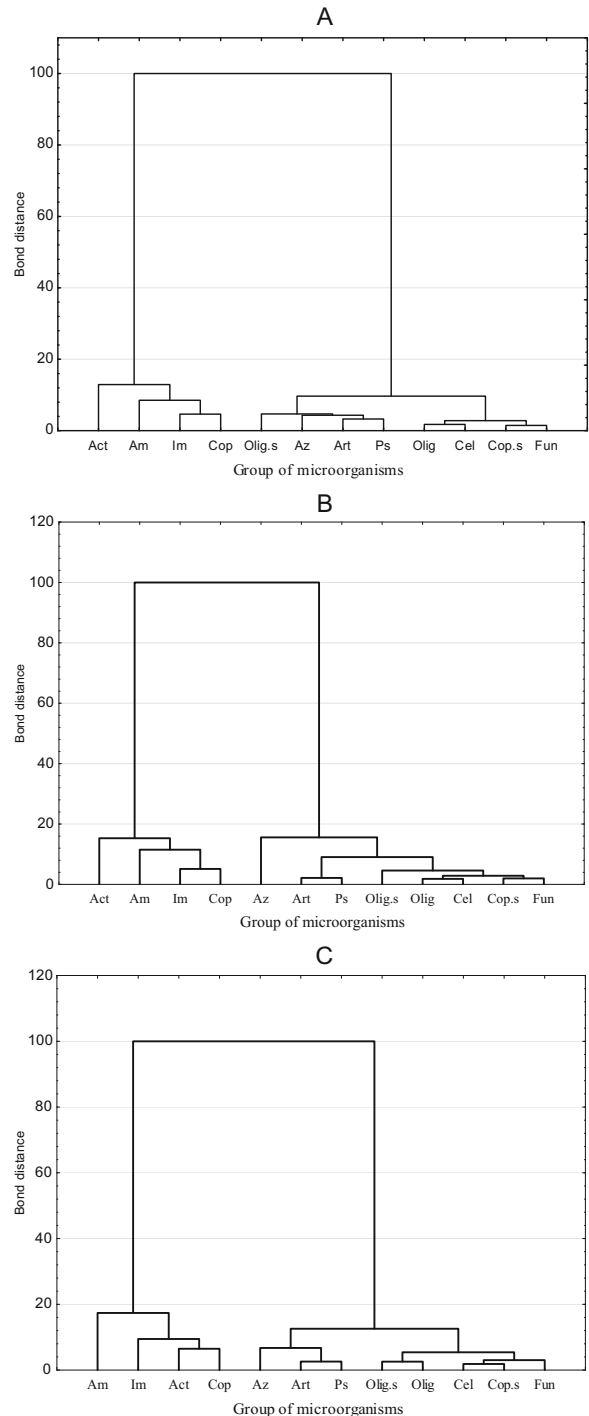 A
100
80
60
40
20
0
Bond distance
Act Am Im Cop Olig.s Az Art Ps Olig Cel Cop.s Fun
Group of microorganisms
B
120
100
80
60
40
20
0
Bond distance
Act Am Im Cop Az Art Ps Olig.s Olig Cel Cop.s Fun
Group of microorganisms
C
120
100
80
60
40
20
0
Bond distance
Am Im Act Cop Az Art Ps Olig.s Olig Cel Cop.s Fun
Group of microorganisms